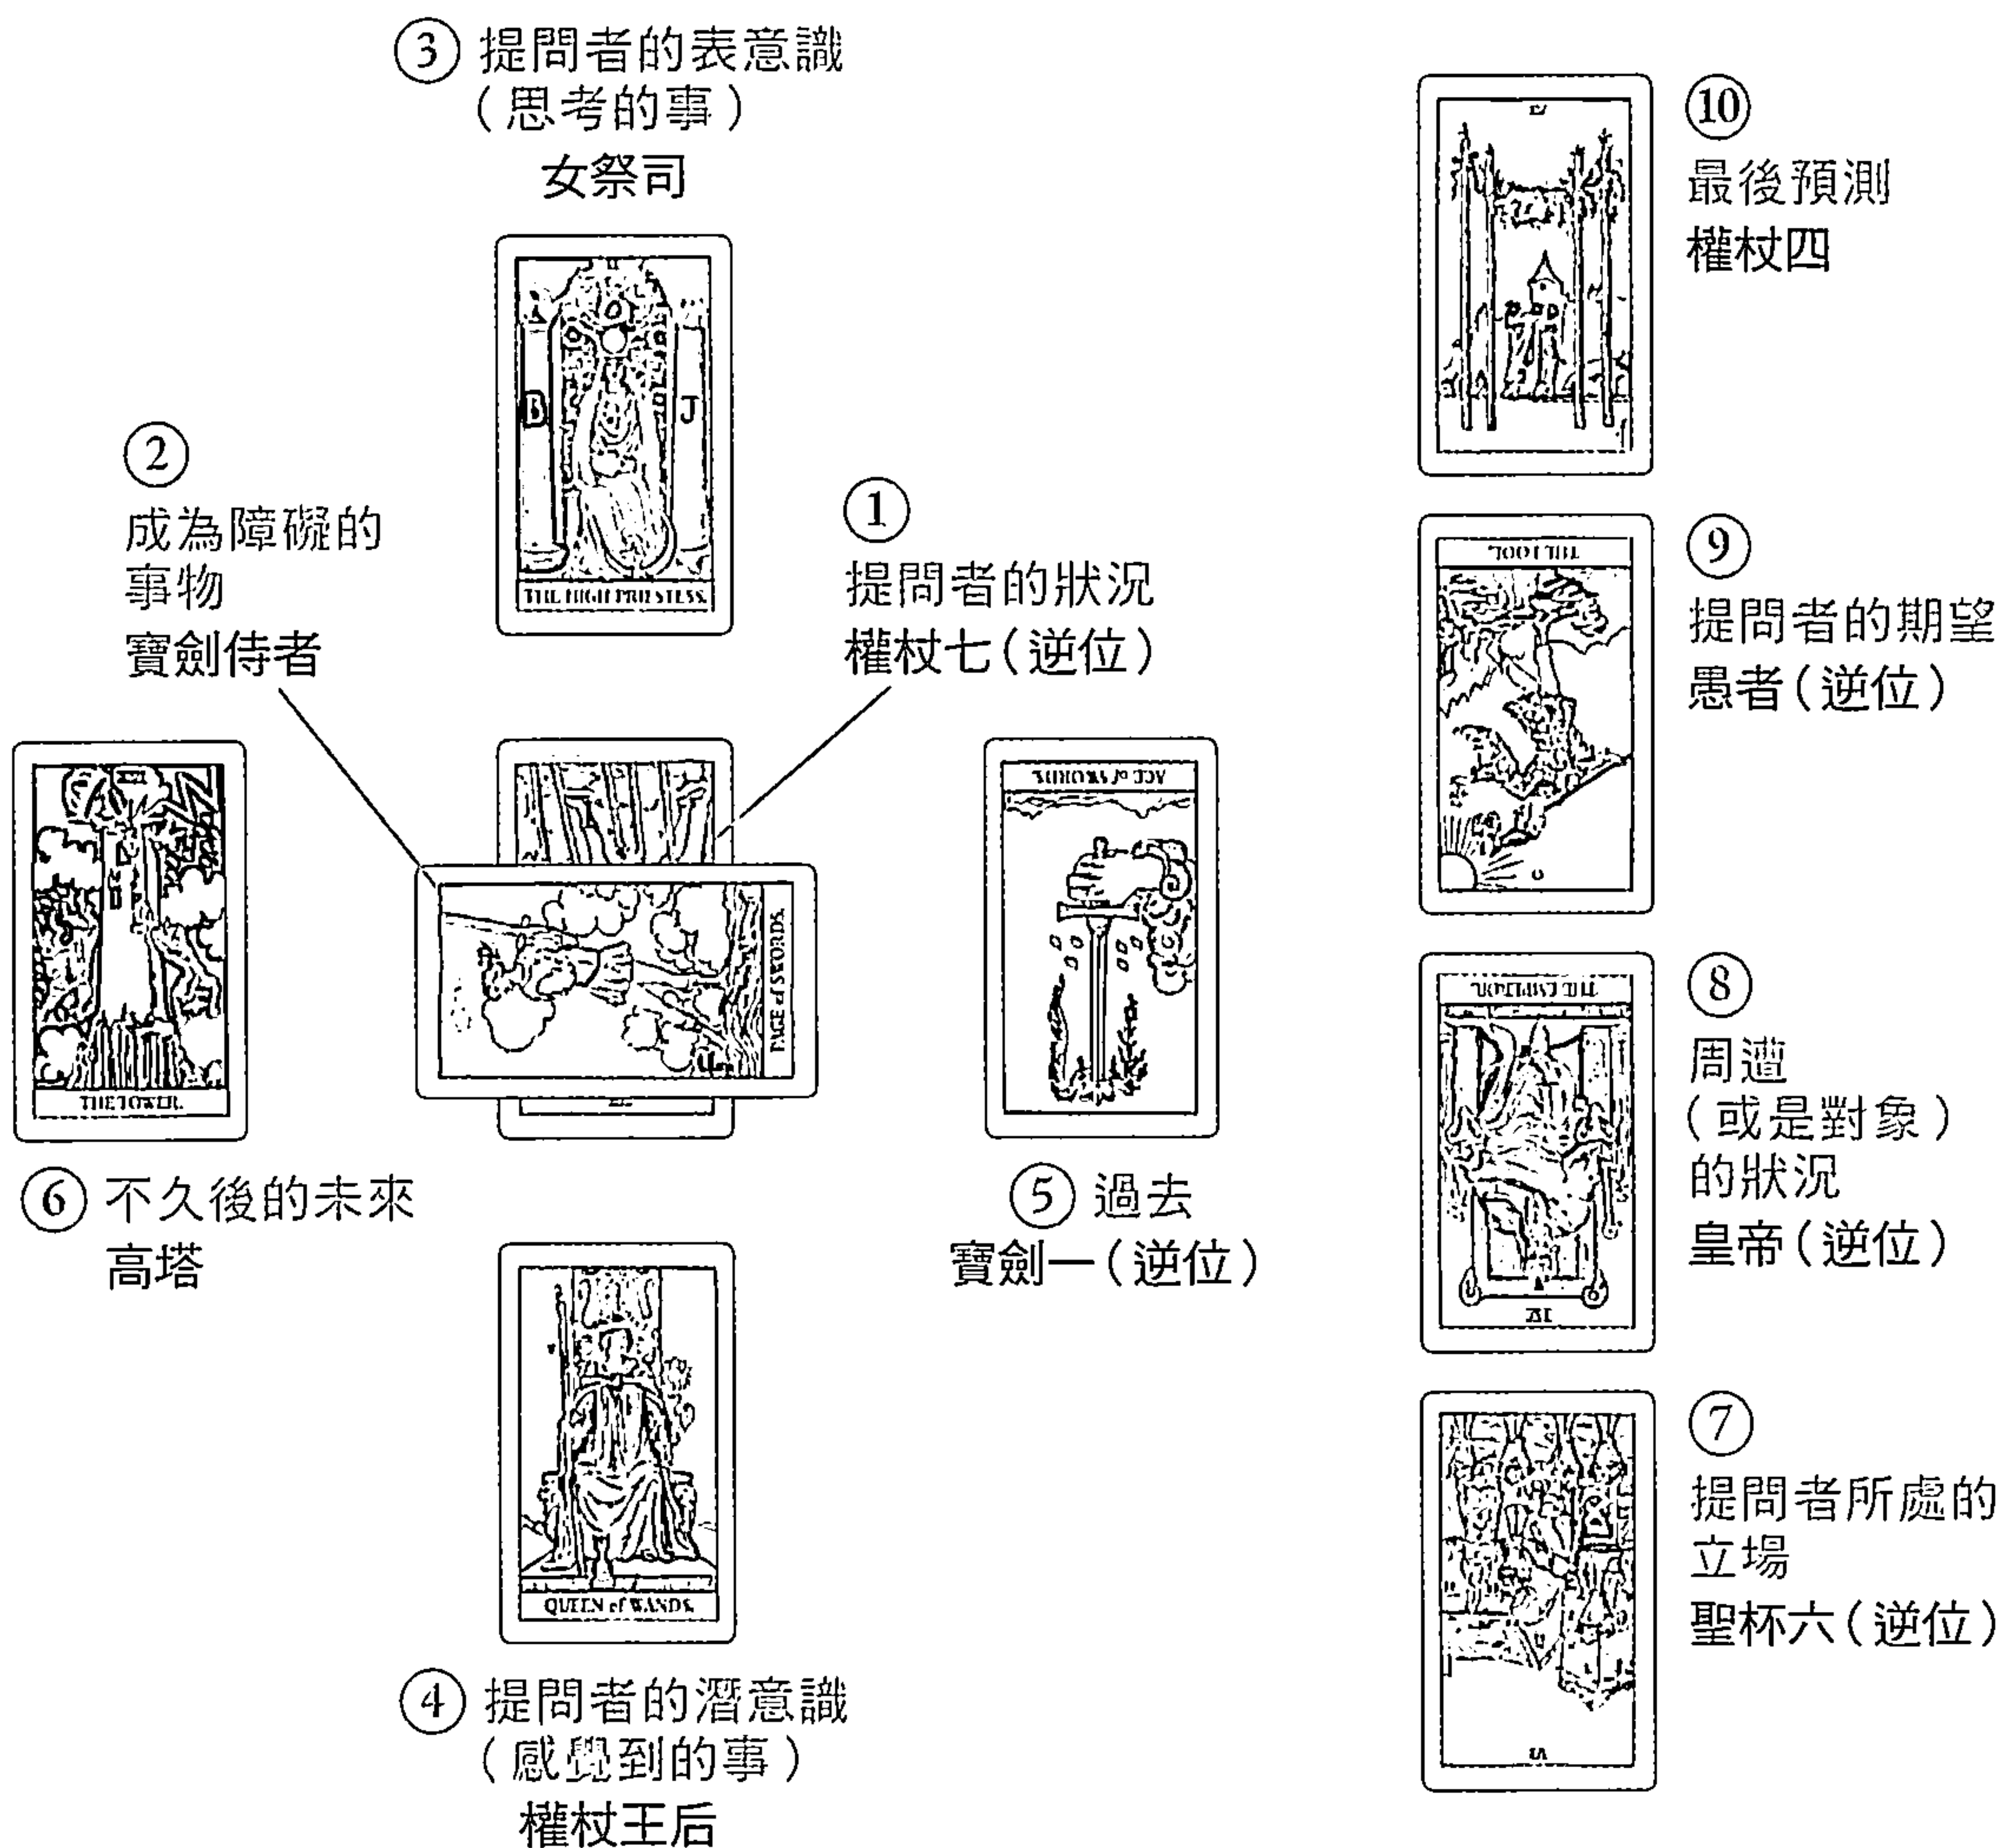 ③ 提問者的表意識
（思考的事）
女祭司
THE HIGH PRIESTESS.
B
J
②
成為障礙的
事物
寶劍侍者
PAGE of SWORDS.
①
提問者的狀況
權杖七（逆位）
THE TOWER.
XVI
⑥ 不久後的未來
高塔
ACE of SWORDS.
⑤ 過去
寶劍一（逆位）
QUEEN of WANDS.
④ 提問者的潛意識
（感覺到的事）
權杖王后
⑩
最後預測
權杖四
IV
⑨
提問者的期望
愚者（逆位）
THE FOOL.
0
⑧
周遭
（或是對象）
的狀況
皇帝（逆位）
THE EMPEROR.
IV
⑦
提問者所處的
立場
聖杯六（逆位）
VI